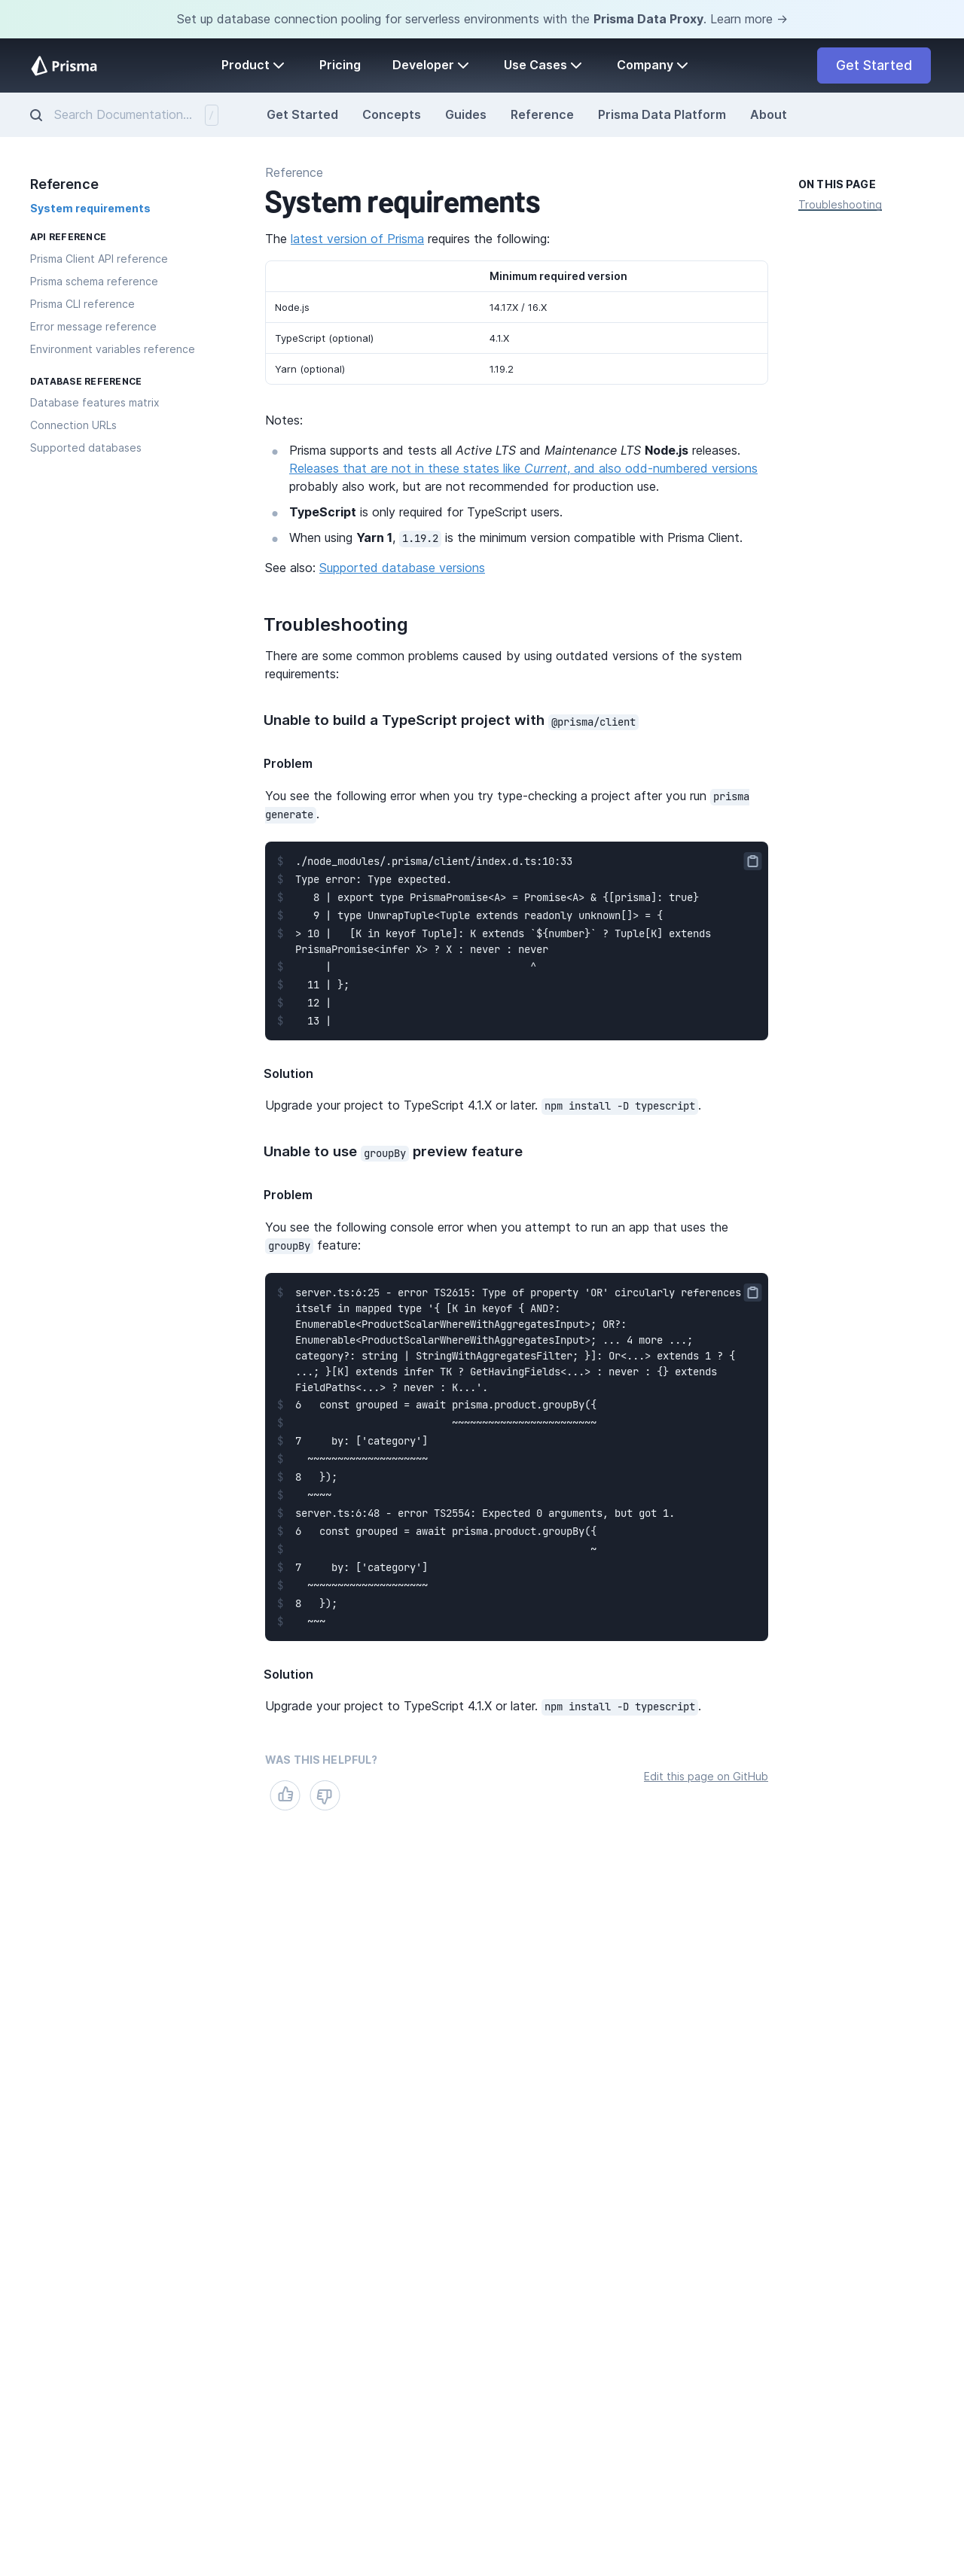 Set up database connection pooling for serverless environments with the Prisma Data Proxy. Learn more →
Prisma
Product
Pricing
Developer
Use Cases
Company
Get Started
Search Documentation...
/
Get Started
Concepts
Guides
Reference
Prisma Data Platform
About
Reference
System requirements
API REFERENCE
Prisma Client API reference
Prisma schema reference
Prisma CLI reference
Error message reference
Environment variables reference
DATABASE REFERENCE
Database features matrix
Connection URLs
Supported databases
Reference
System requirements
The latest version of Prisma requires the following:
Minimum required version
Node.js 14.17.X / 16.X
TypeScript (optional) 4.1.X
Yarn (optional) 1.19.2
Notes:
Prisma supports and tests all Active LTS and Maintenance LTS Node.js releases.
Releases that are not in these states like Current, and also odd-numbered versions
probably also work, but are not recommended for production use.
TypeScript is only required for TypeScript users.
When using Yarn 1, 1.19.2 is the minimum version compatible with Prisma Client.
See also: Supported database versions
Troubleshooting
There are some common problems caused by using outdated versions of the system
requirements:
Unable to build a TypeScript project with @prisma/client
Problem
You see the following error when you try type-checking a project after you run prisma
generate.
$ ./node_modules/.prisma/client/index.d.ts:10:33
$ Type error: Type expected.
$    8 | export type PrismaPromise<A> = Promise<A> & {[prisma]: true}
$    9 | type UnwrapTuple<Tuple extends readonly unknown[]> = {
$ > 10 |   [K in keyof Tuple]: K extends `${number}` ? Tuple[K] extends
PrismaPromise<infer X> ? X : never : never
$      |                                 ^
$   11 | };
$   12 |
$   13 |
Solution
Upgrade your project to TypeScript 4.1.X or later. npm install -D typescript.
Unable to use groupBy preview feature
Problem
You see the following console error when you attempt to run an app that uses the
groupBy feature:
$ server.ts:6:25 - error TS2615: Type of property 'OR' circularly references
itself in mapped type '{ [K in keyof { AND?:
Enumerable<ProductScalarWhereWithAggregatesInput>; OR?:
Enumerable<ProductScalarWhereWithAggregatesInput>; ... 4 more ...;
category?: string | StringWithAggregatesFilter; }]: Or<...> extends 1 ? {
...; }[K] extends infer TK ? GetHavingFields<...> : never : {} extends
FieldPaths<...> ? never : K...'.
$ 6   const grouped = await prisma.product.groupBy({
$                           ~~~~~~~~~~~~~~~~~~~~~~~~
$ 7     by: ['category']
$   ~~~~~~~~~~~~~~~~~~~~
$ 8   });
$   ~~~~
$ server.ts:6:48 - error TS2554: Expected 0 arguments, but got 1.
$ 6   const grouped = await prisma.product.groupBy({
$                                                  ~
$ 7     by: ['category']
$   ~~~~~~~~~~~~~~~~~~~~
$ 8   });
$   ~~~
Solution
Upgrade your project to TypeScript 4.1.X or later. npm install -D typescript.
WAS THIS HELPFUL?
Edit this page on GitHub
ON THIS PAGE
Troubleshooting